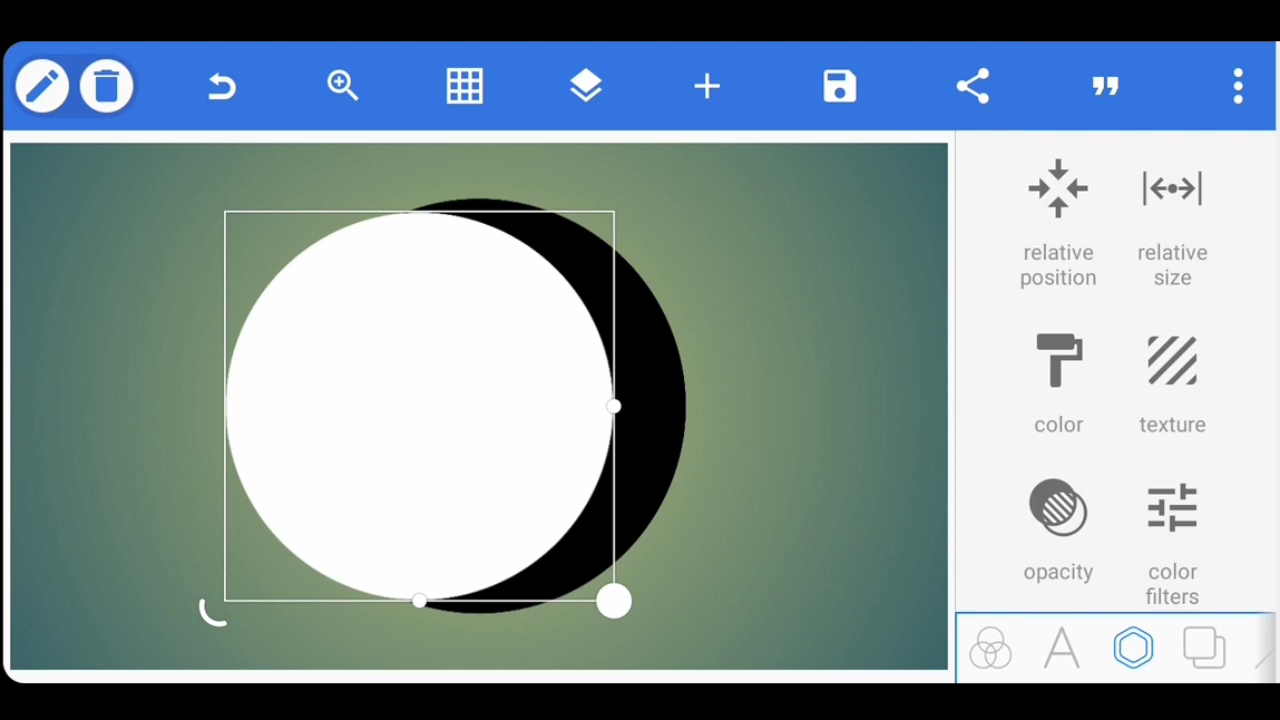 relative
position
relative
size
color
texture
opacity
color
filters